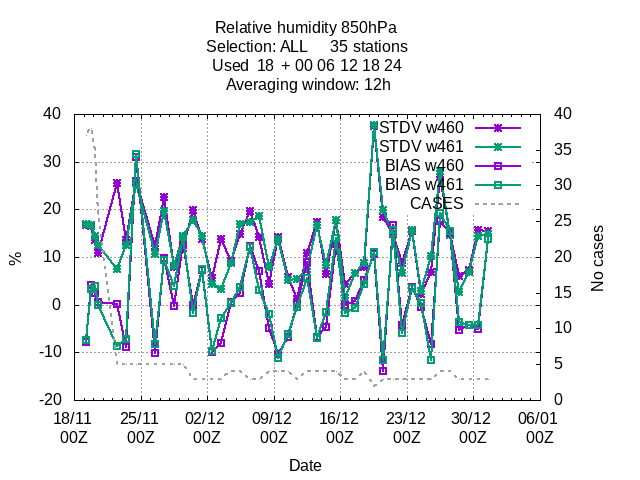 Relative humidity 850hPa
Selection: ALL 35 stations
Used 18 + 00 06 12 18 24
Averaging window: 12h
40 40
STDV w460
STDV w461
BIAS w460
BIAS w461
CASES
35
30 30
25
20 20
10
15
0
10
-10
5
-20 0
%
No cases
18/11 25/11 02/12 09/12 16/12 23/12 30/12 06/01
00Z 00Z 00Z 00Z 00Z 00Z 00Z 00Z
Date